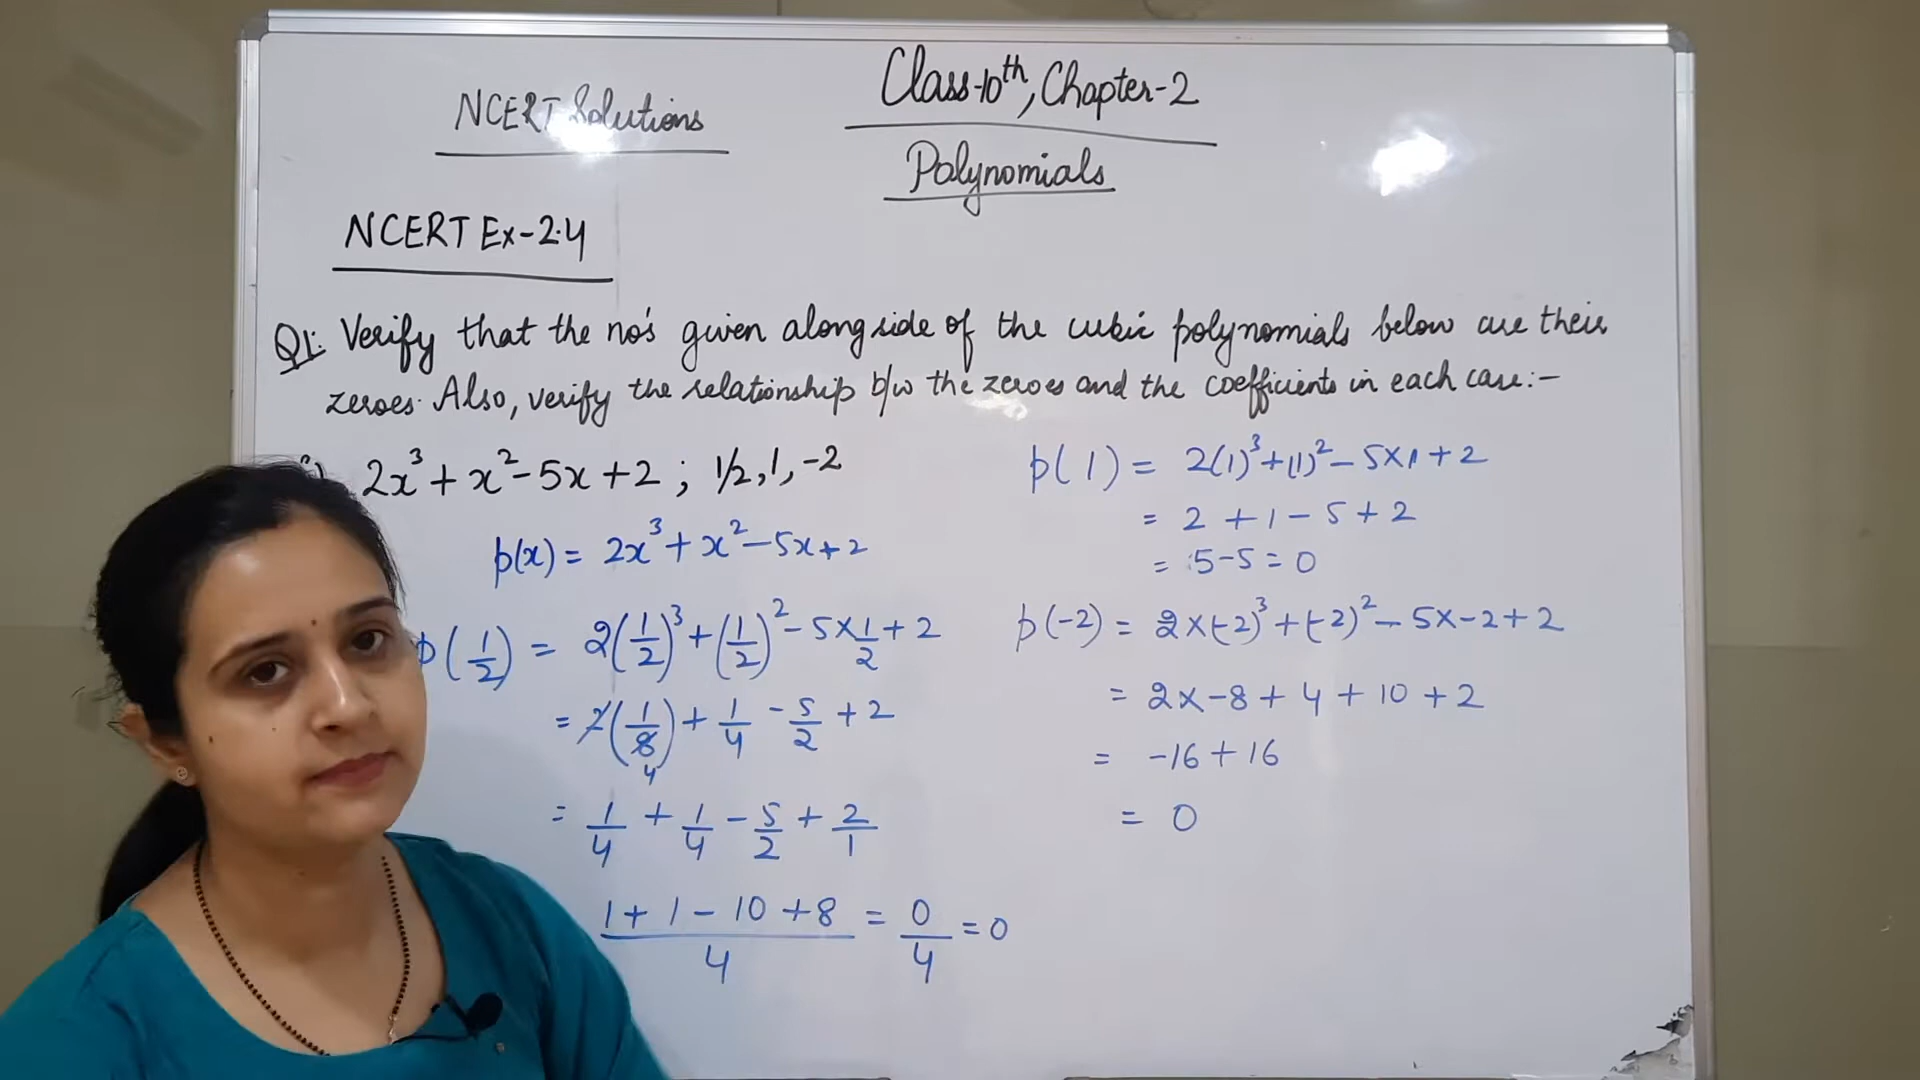 NCERT Solutions
Class-10th, Chapter-2
Polynomials
NCERT Ex-2.4
Q1:- Verify that the no's given alongside of the cubic polynomials below are their
zeroes. Also, verify the relationship b/w the zeroes and the coefficients in each case:-
2x³ + x² - 5x + 2 ; 1/2, 1, -2
p(x) = 2x³ + x² - 5x + 2
p(1/2) = 2(1/2)³ + (1/2)² - 5 × 1/2 + 2
= 2(1/8) + 1/4 - 5/2 + 2
4
= 1/4 + 1/4 - 5/2 + 2/1
(1 + 1 - 10 + 8)/4 = 0/4 = 0
p(1) = 2(1)³ + (1)² - 5×1 + 2
= 2 + 1 - 5 + 2
= 5 - 5 = 0
p(-2) = 2×(-2)³ + (-2)² - 5×-2 + 2
= 2×-8 + 4 + 10 + 2
= -16 + 16
= 0